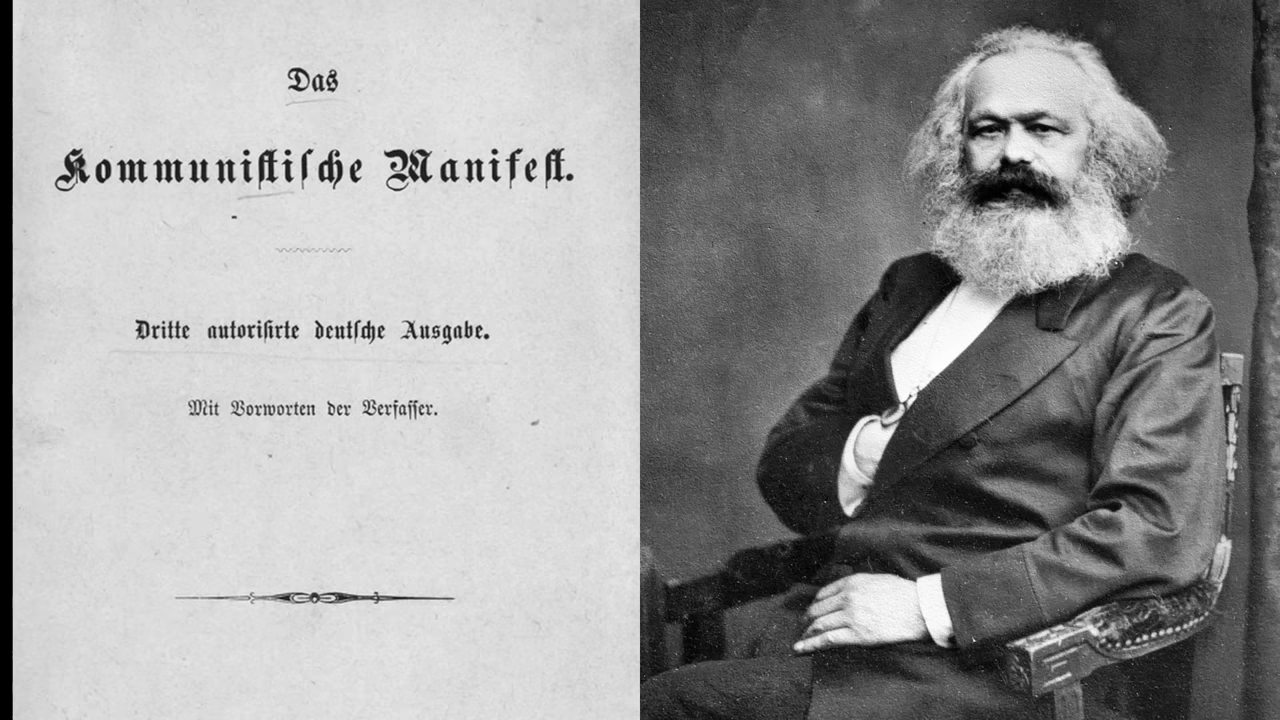 Das
Kommunistische Manifest.
Dritte autorisirte deutsche Ausgabe.
Mit Vorworten der Verfasser.